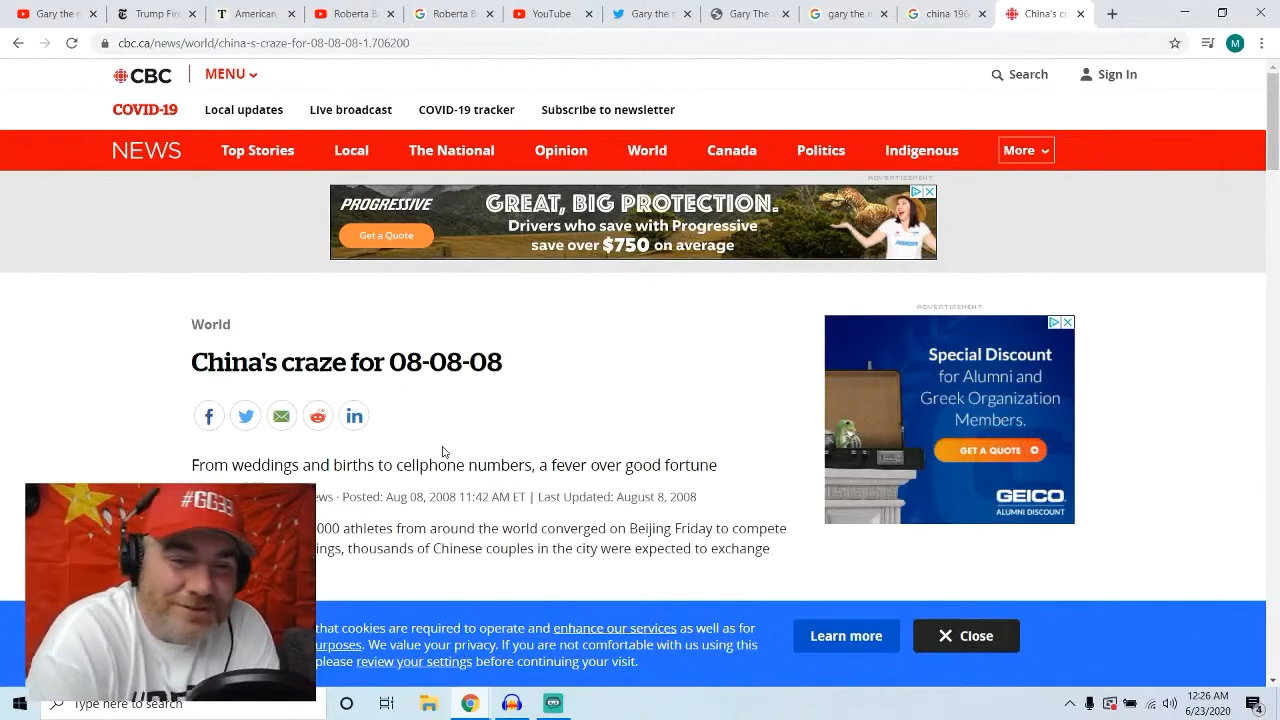 Gary the
Trump Fire
Top Stories
Roberta B
Roberta B
YouTube
Gary the n
Gary The
gary the n
china 196
China's cr
cbc.ca/news/world/china-s-craze-for-08-08-08-1.706200
M
CBC
MENU
Search
Sign In
COVID-19
Local updates
Live broadcast
COVID-19 tracker
Subscribe to newsletter
NEWS
Top Stories
Local
The National
Opinion
World
Canada
Politics
Indigenous
More
ADVERTISEMENT
PROGRESSIVE
Get a Quote
GREAT, BIG PROTECTION.
Drivers who save with Progressive
save over $750 on average
World
China's craze for 08-08-08
From weddings and births to cellphone numbers, a fever over good fortune
ews · Posted: Aug 08, 2008 11:42 AM ET | Last Updated: August 8, 2008
000 athletes from around the world converged on Beijing Friday to compete
ings, thousands of Chinese couples in the city were expected to exchange
ADVERTISEMENT
Special Discount
for Alumni and
Greek Organization
Members.
GET A QUOTE
GEICO
ALUMNI DISCOUNT
#GG33
that cookies are required to operate and enhance our services as well as for
urposes. We value your privacy. If you are not comfortable with us using this
please review your settings before continuing your visit.
Learn more
Close
Type here to search
12:26 AM
6/23/2020
4